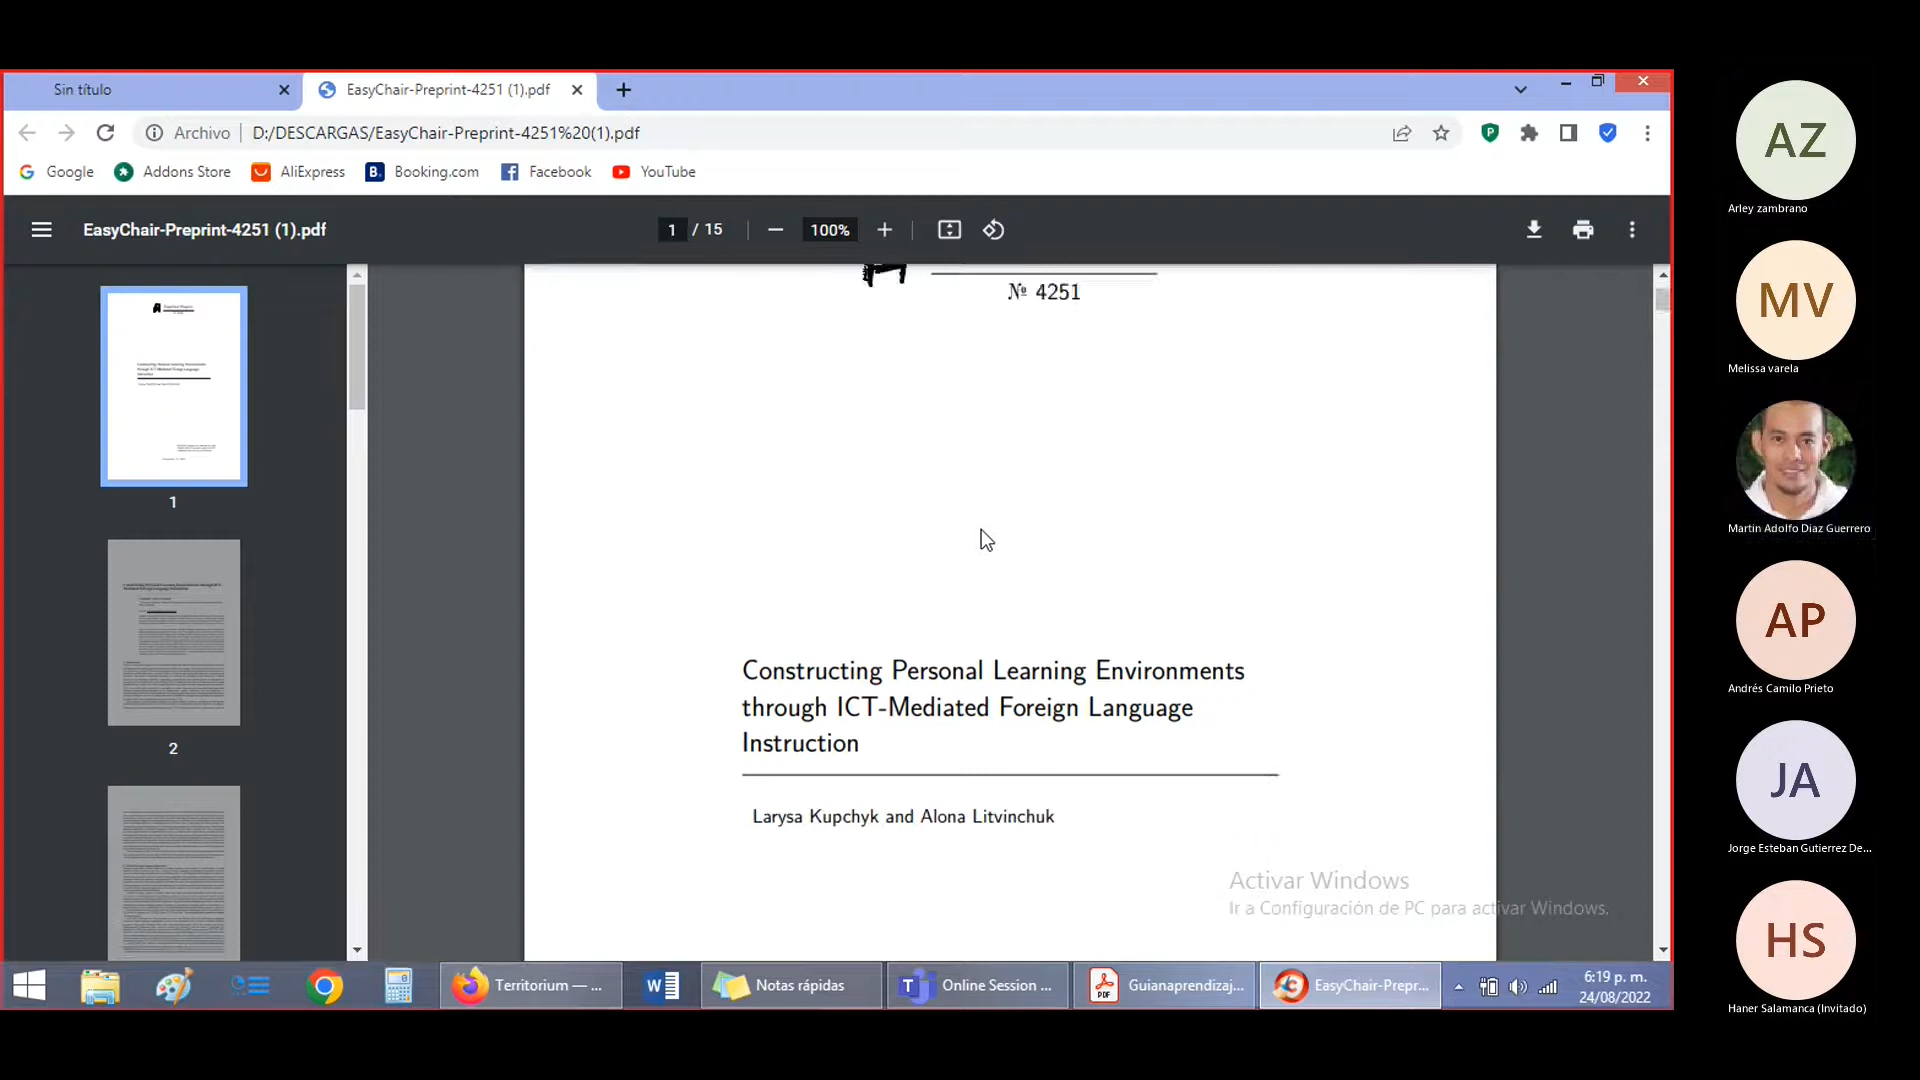 Sin título
EasyChair-Preprint-4251 (1).pdf
Archivo
D:/DESCARGAS/EasyChair-Preprint-4251%20(1).pdf
Google
Addons Store
AliExpress
Booking.com
Facebook
YouTube
EasyChair-Preprint-4251 (1).pdf
1 / 15
100%
1
2
№ 4251
Constructing Personal Learning Environments
through ICT-Mediated Foreign Language
Instruction
Larysa Kupchyk and Alona Litvinchuk
Activar Windows
Ir a Configuración de PC para activar Windows.
Territorium — ...
Notas rápidas
Online Session ...
Guianaprendizaj...
EasyChair-Prepr...
6:19 p. m.
24/08/2022
AZ
Arley zambrano
MV
Melissa varela
Martin Adolfo Diaz Guerrero
AP
Andrés Camilo Prieto
JA
Jorge Esteban Gutierrez De...
HS
Haner Salamanca (Invitado)